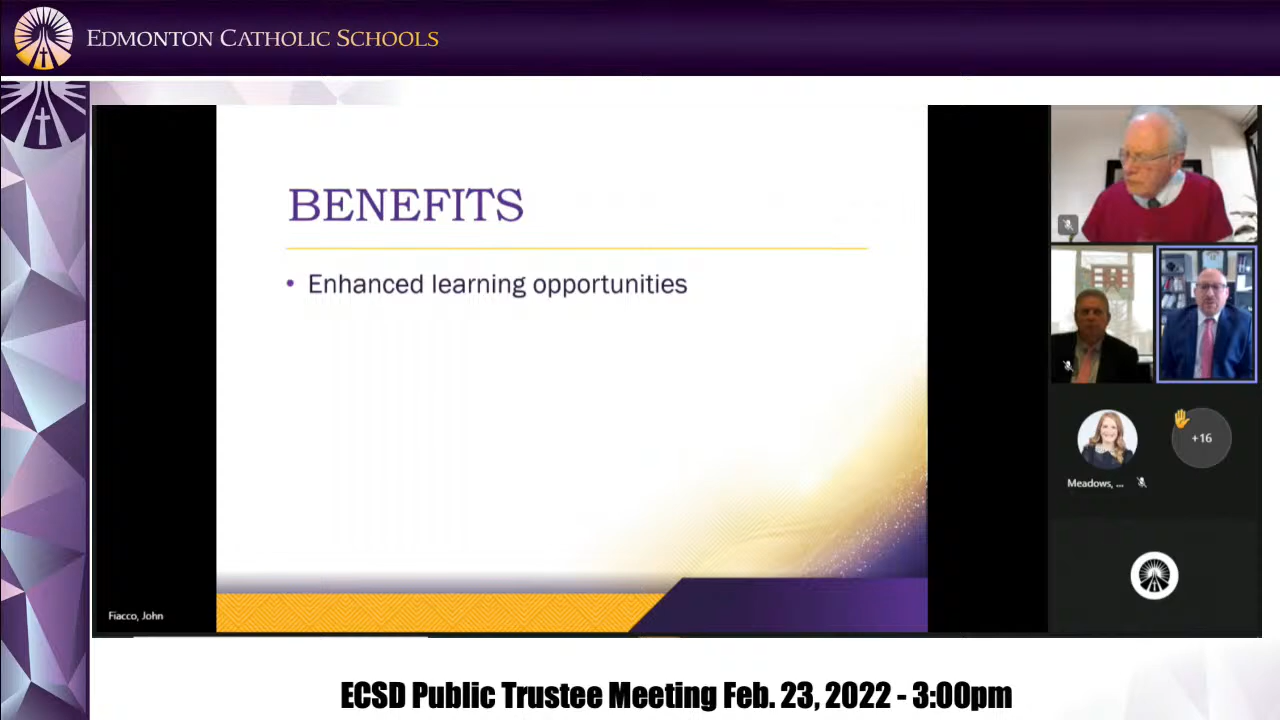 EDMONTON CATHOLIC SCHOOLS
BENEFITS
• Enhanced learning opportunities
+16
Meadows, ...
Fiacco, John
ECSD Public Trustee Meeting Feb. 23, 2022 - 3:00pm